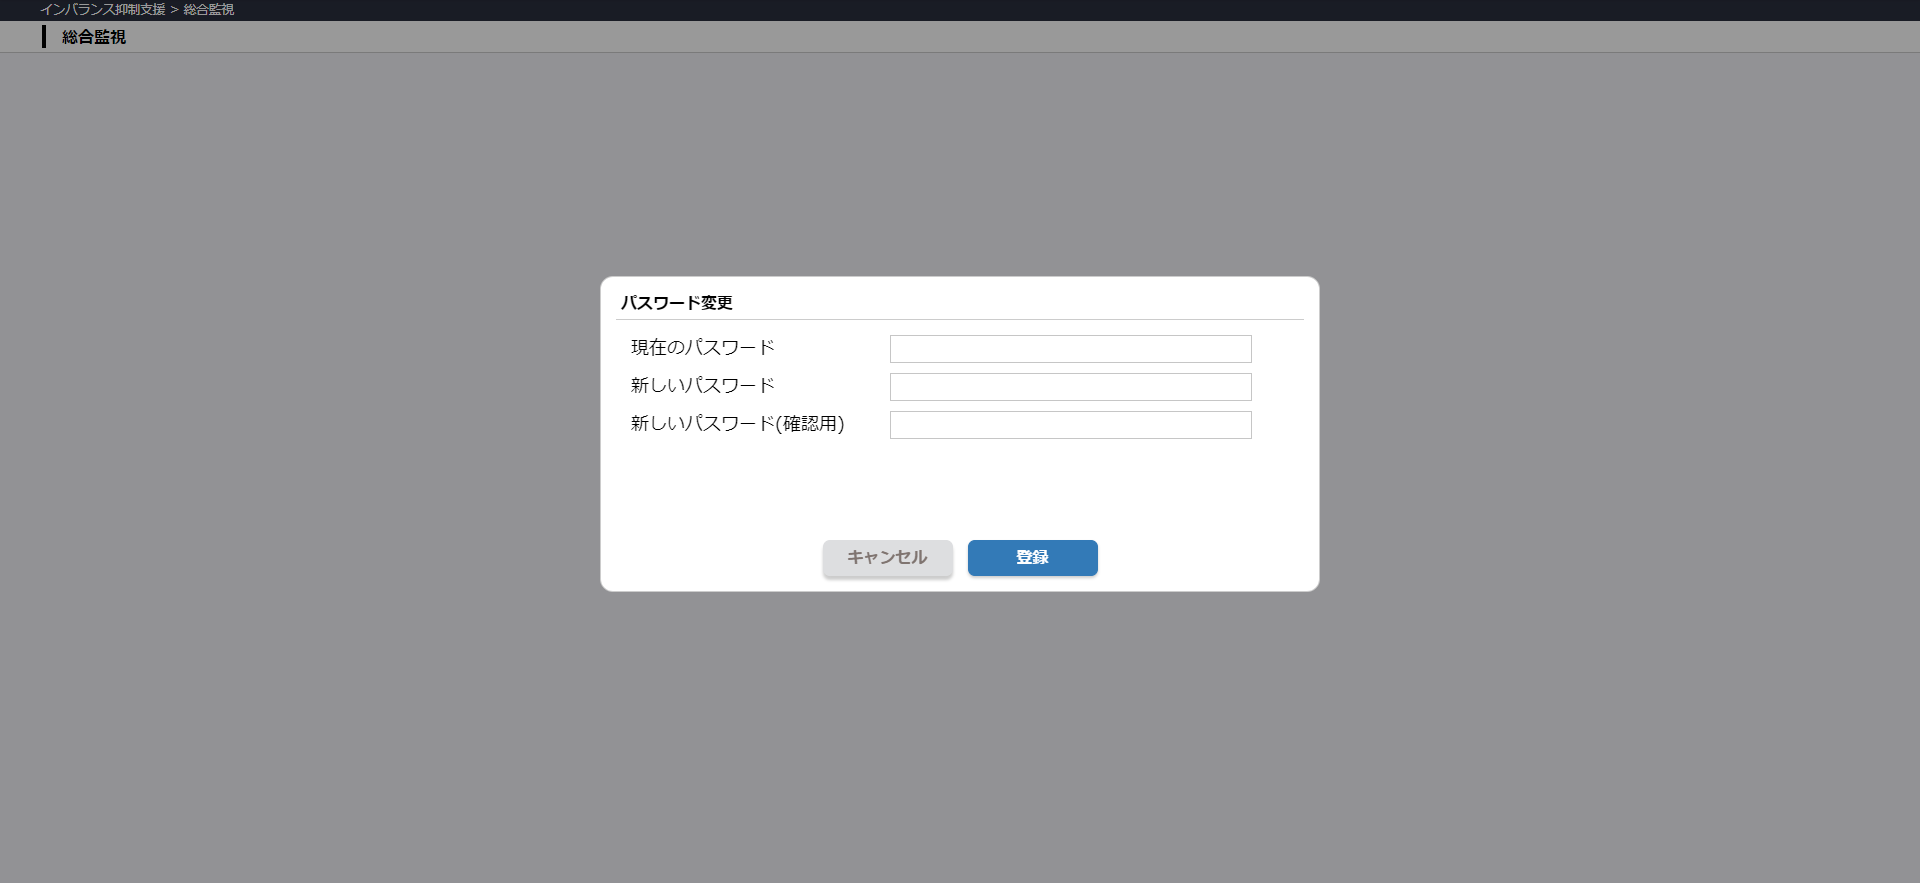 インバランス抑制支援 > 総合監視
総合監視
パスワード変更
現在のパスワード
新しいパスワード
新しいパスワード(確認用)
キャンセル 登録